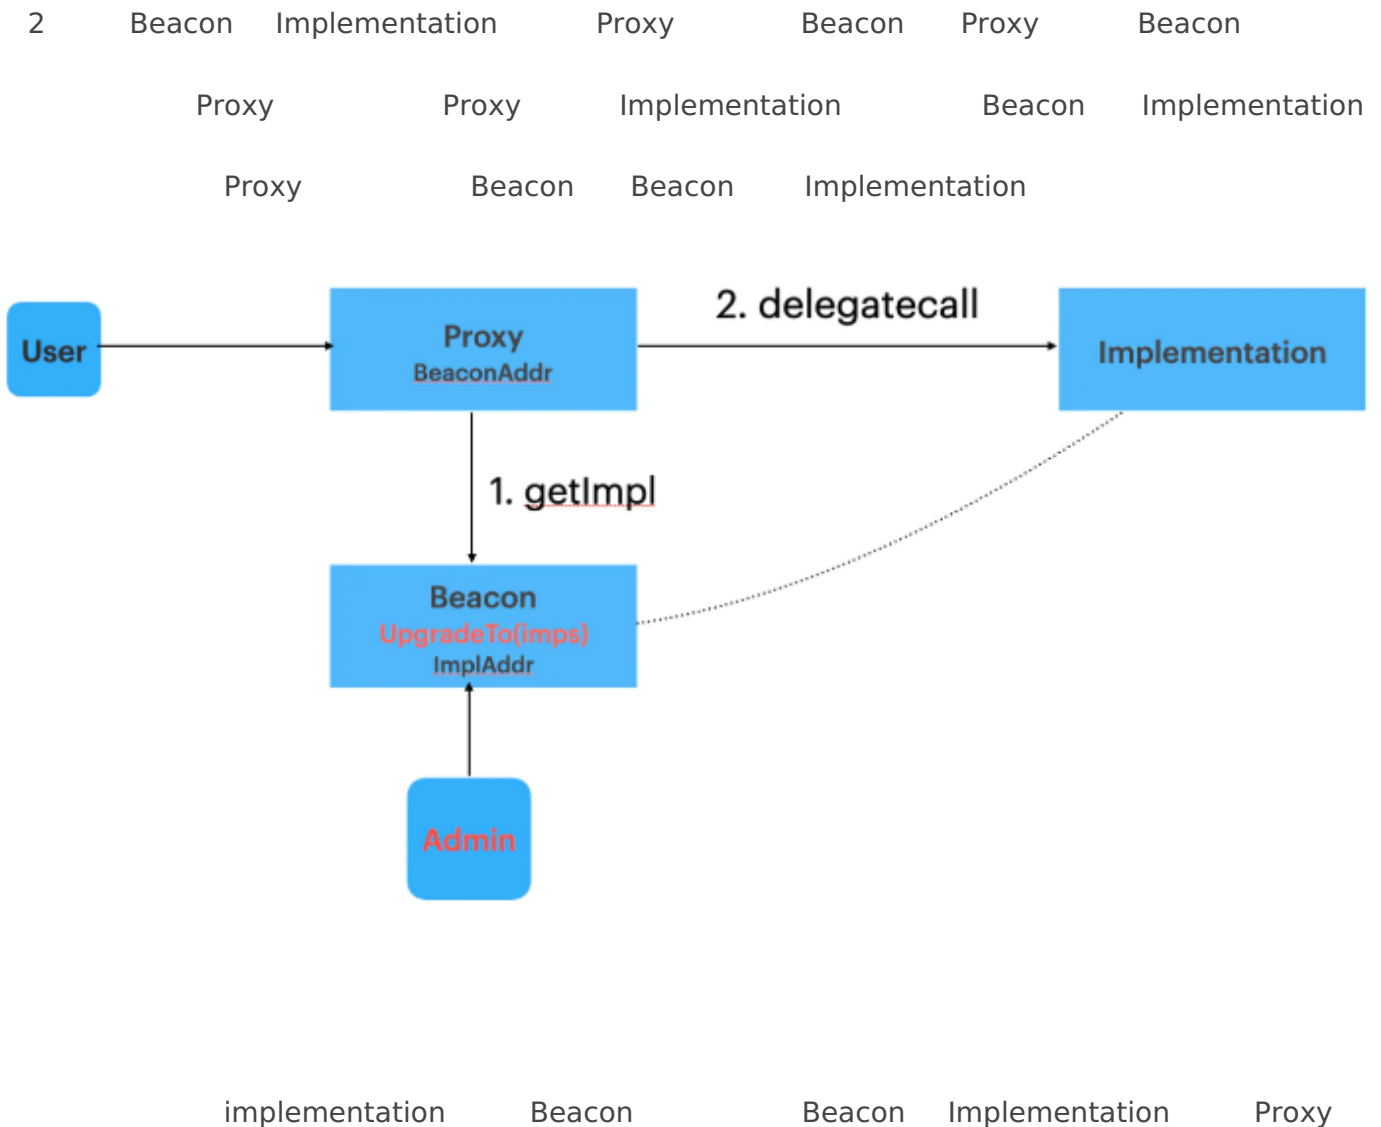 2 Beacon Implementation Proxy Beacon Proxy Beacon
Proxy Proxy Implementation Beacon Implementation
Proxy Beacon Beacon Implementation
2. delegatecall
User
Proxy
BeaconAddr
Implementation
1. getImpl
Beacon
UpgradeTo(imps)
ImplAddr
Admin
implementation Beacon Beacon Implementation Proxy